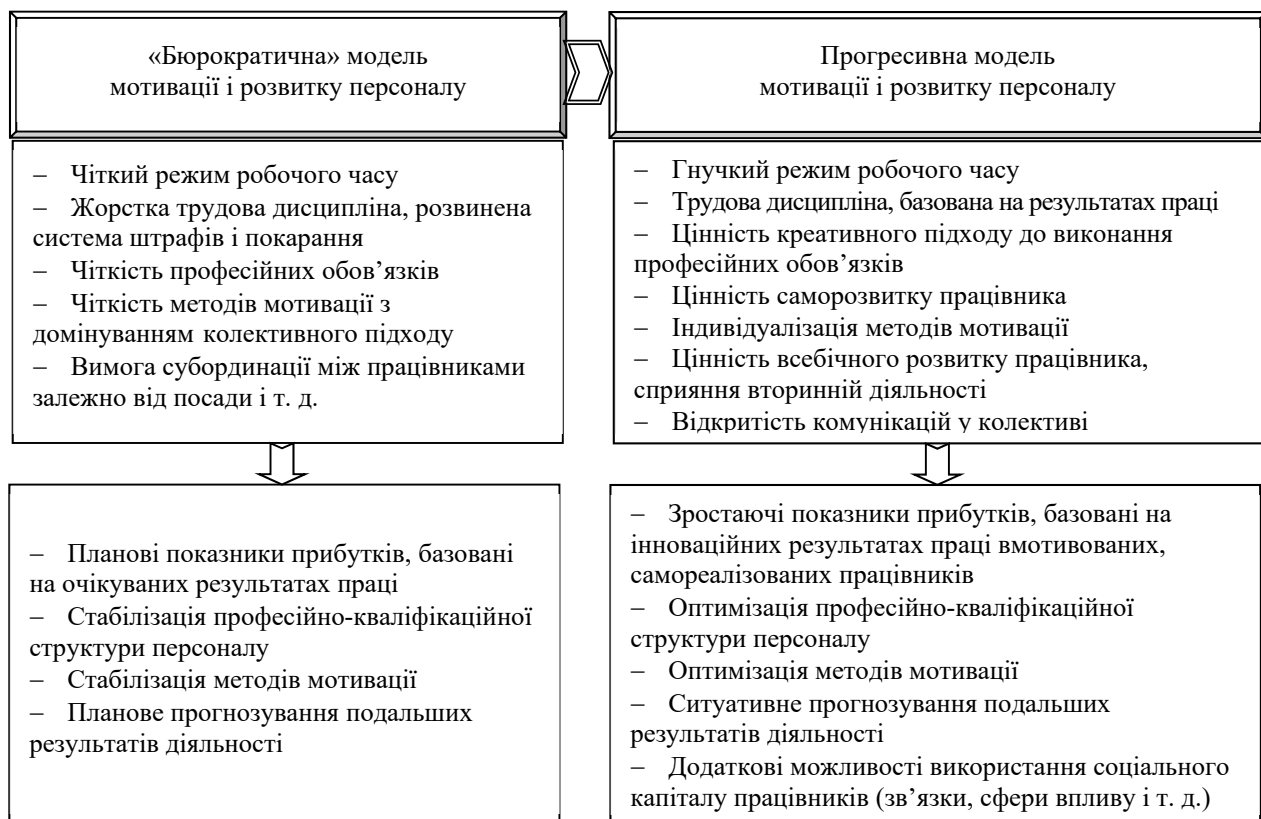 «Бюрократична» модель
мотивації і розвитку персоналу
Прогресивна модель
мотивації і розвитку персоналу
– Чіткий режим робочого часу
– Жорстка трудова дисципліна, розвинена
система штрафів і покарання
– Чіткість професійних обов’язків
– Чіткість методів мотивації з
домінуванням колективного підходу
– Вимога субординації між працівниками
залежно від посади і т. д.
– Гнучкий режим робочого часу
– Трудова дисципліна, базована на результатах праці
– Цінність креативного підходу до виконання
професійних обов’язків
– Цінність саморозвитку працівника
– Індивідуалізація методів мотивації
– Цінність всебічного розвитку працівника,
сприяння вторинній діяльності
– Відкритість комунікацій у колективі
– Планові показники прибутків, базовані
на очікуваних результатах праці
– Стабілізація професійно-кваліфікаційної
структури персоналу
– Стабілізація методів мотивації
– Планове прогнозування подальших
результатів діяльності
– Зростаючі показники прибутків, базовані на
інноваційних результатах праці вмотивованих,
самореалізованих працівників
– Оптимізація професійно-кваліфікаційної
структури персоналу
– Оптимізація методів мотивації
– Ситуативне прогнозування подальших
результатів діяльності
– Додаткові можливості використання соціального
капіталу працівників (зв’язки, сфери впливу і т. д.)